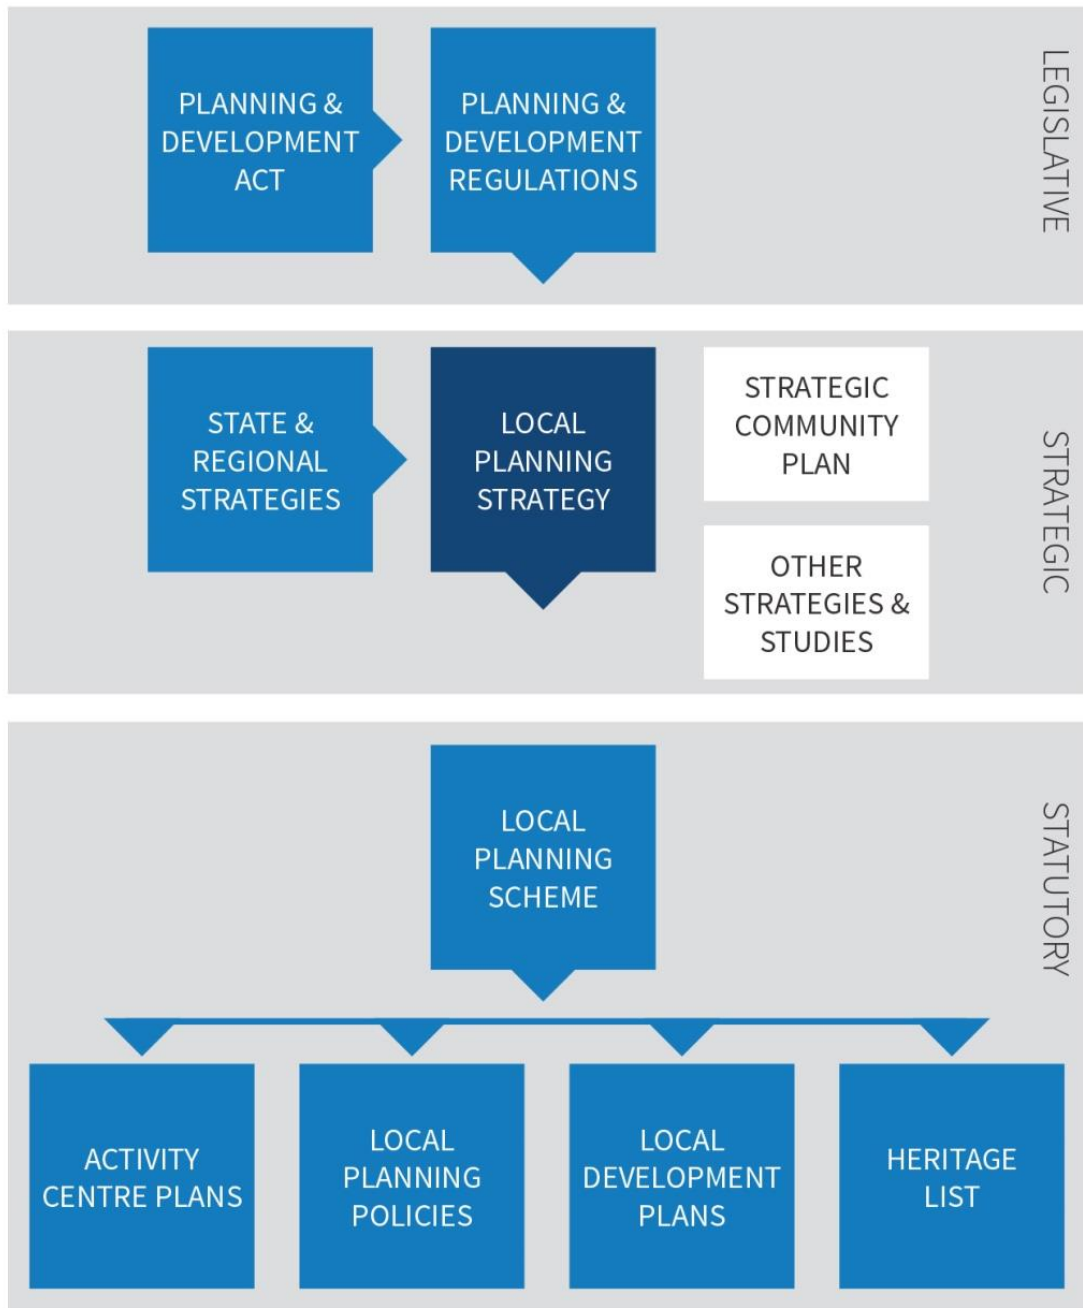 PLANNING &
DEVELOPMENT
ACT
PLANNING &
DEVELOPMENT
REGULATIONS
LEGISLATIVE
STATE &
REGIONAL
STRATEGIES
LOCAL
PLANNING
STRATEGY
STRATEGIC
COMMUNITY
PLAN
OTHER
STRATEGIES &
STUDIES
STRATEGIC
LOCAL
PLANNING
SCHEME
STATUTORY
ACTIVITY
CENTRE PLANS
LOCAL
PLANNING
POLICIES
LOCAL
DEVELOPMENT
PLANS
HERITAGE
LIST